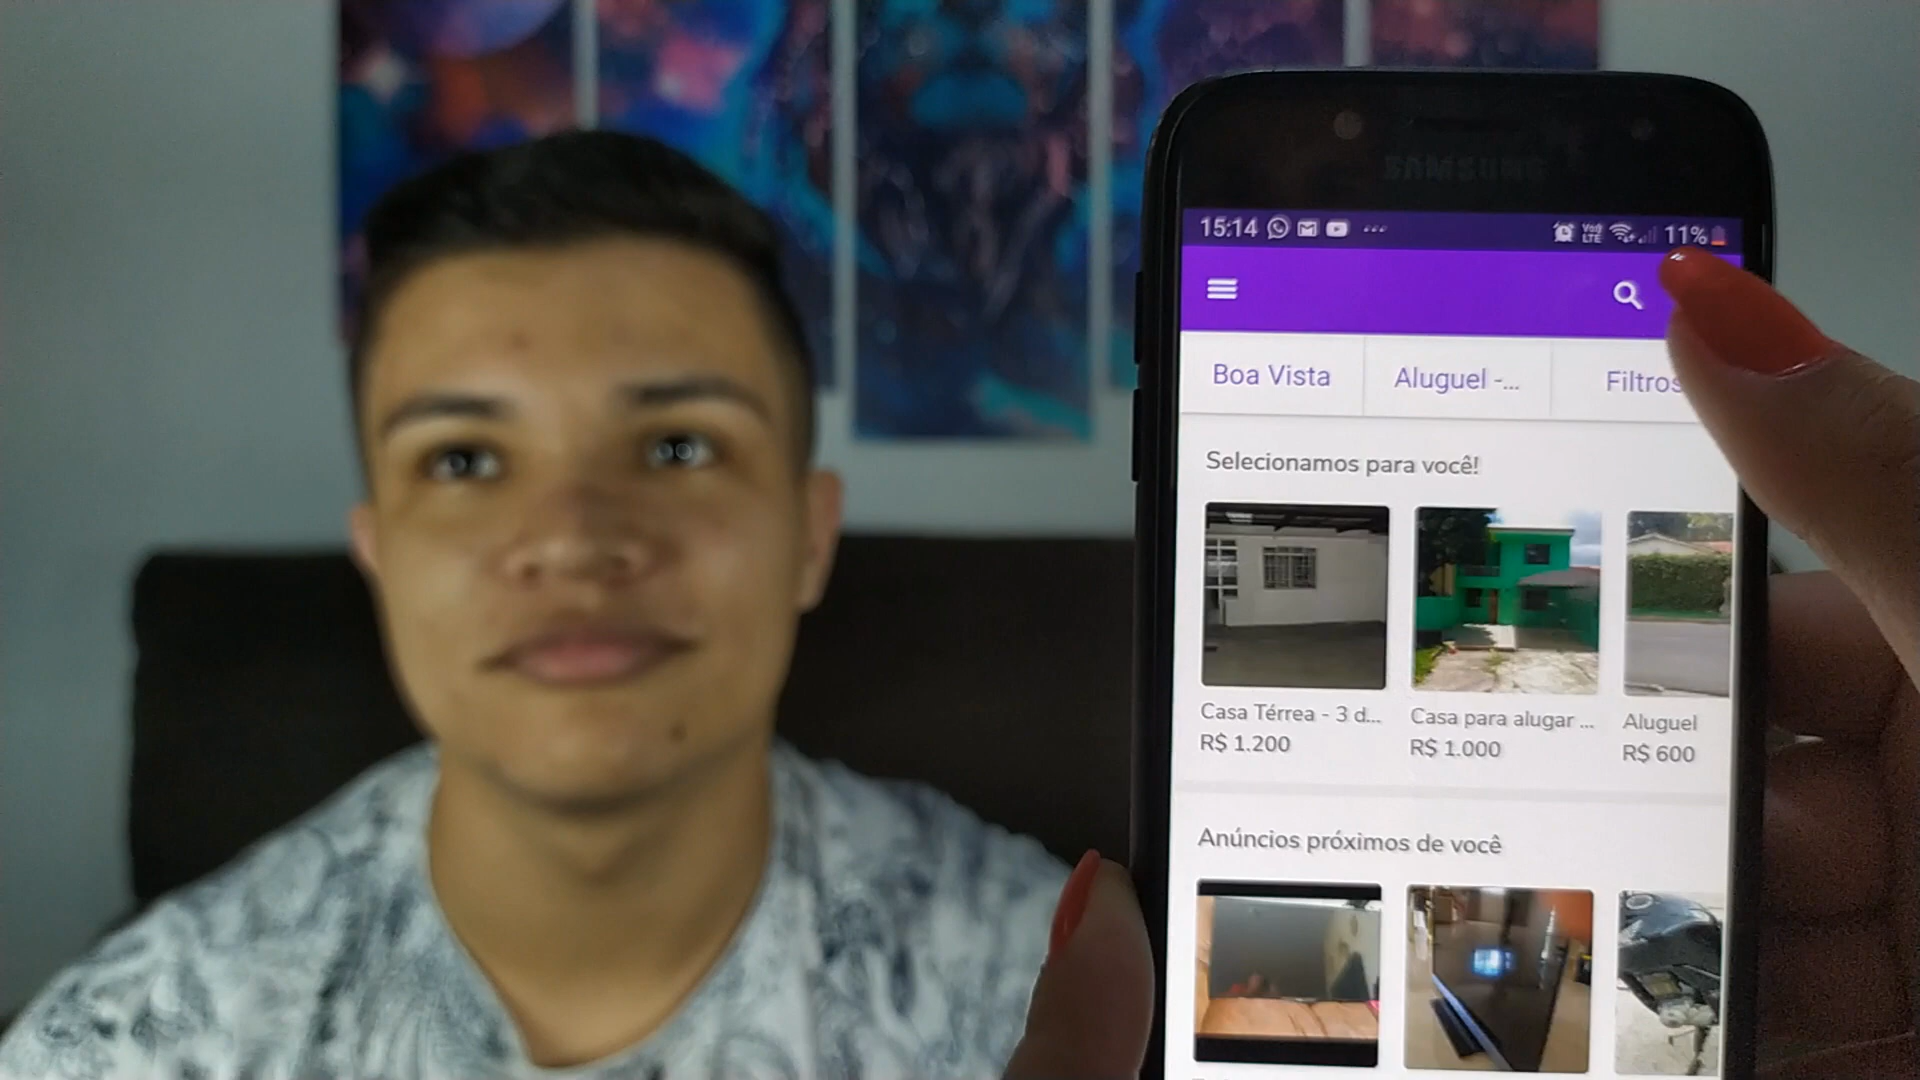 SAMSUNG
15:14 11%
Boa Vista Aluguel -... Filtros
Selecionamos para você!
Casa Térrea - 3 d... Casa para alugar ... Aluguel
R$ 1.200 R$ 1.000 R$ 600
Anúncios próximos de você